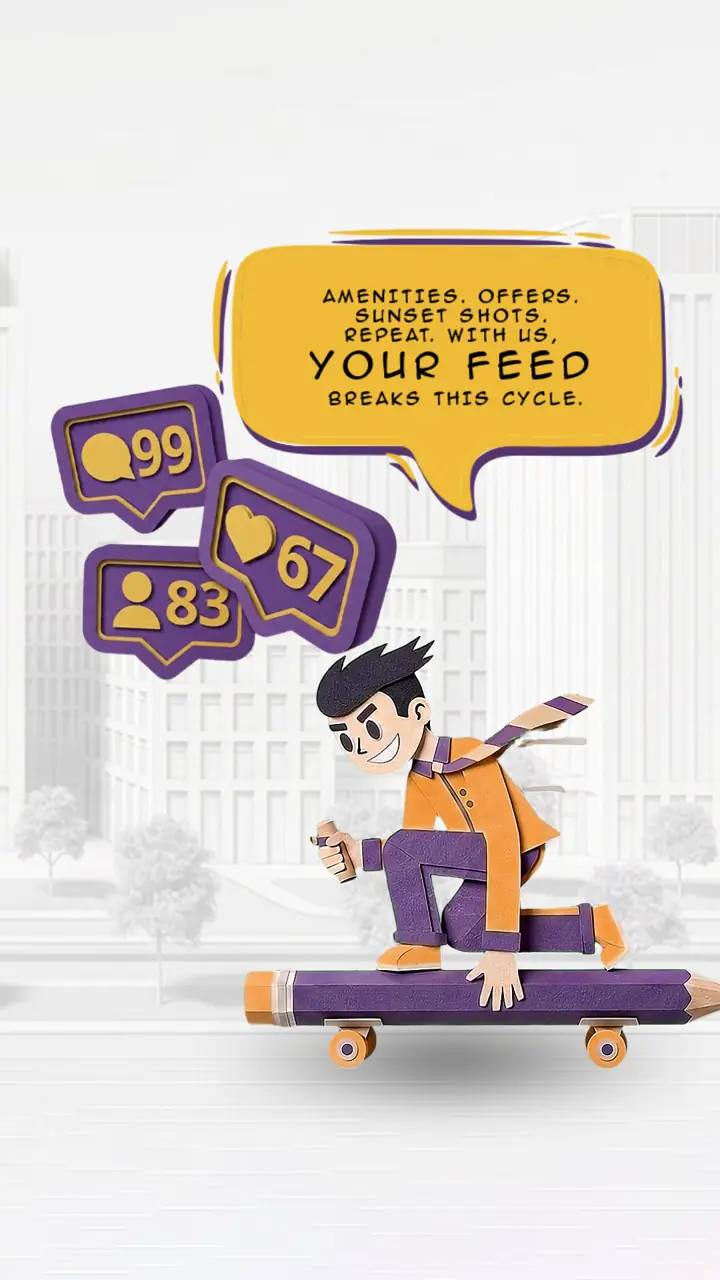 AMENITIES. OFFERS.
SUNSET SHOTS.
REPEAT. WITH US,
YOUR FEED
BREAKS THIS CYCLE.
99
67
83